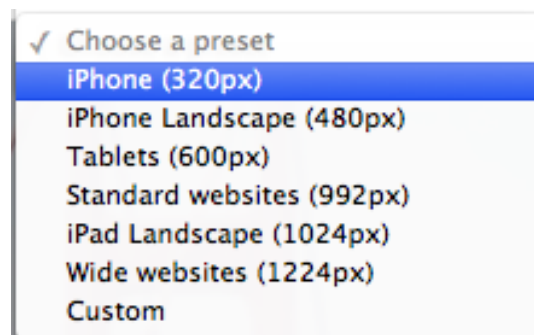 ✓ Choose a preset
iPhone (320px)
iPhone Landscape (480px)
Tablets (600px)
Standard websites (992px)
iPad Landscape (1024px)
Wide websites (1224px)
Custom